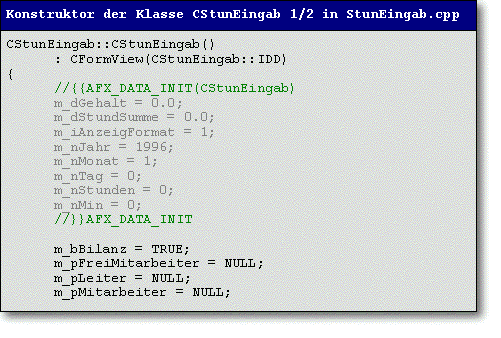 Konstruktor der Klasse CStunEingab 1/2 in StunEingab.cpp
CStunEingab::CStunEingab()
: CFormView(CStunEingab::IDD)
{
//{{AFX_DATA_INIT(CStunEingab)
m_dGehalt = 0.0;
m_dStundSumme = 0.0;
m_iAnzeigFormat = 1;
m_nJahr = 1996;
m_nMonat = 1;
m_nTag = 0;
m_nStunden = 0;
m_nMin = 0;
//}}AFX_DATA_INIT
m_bBilanz = TRUE;
m_pFreiMitarbeiter = NULL;
m_pLeiter = NULL;
m_pMitarbeiter = NULL;